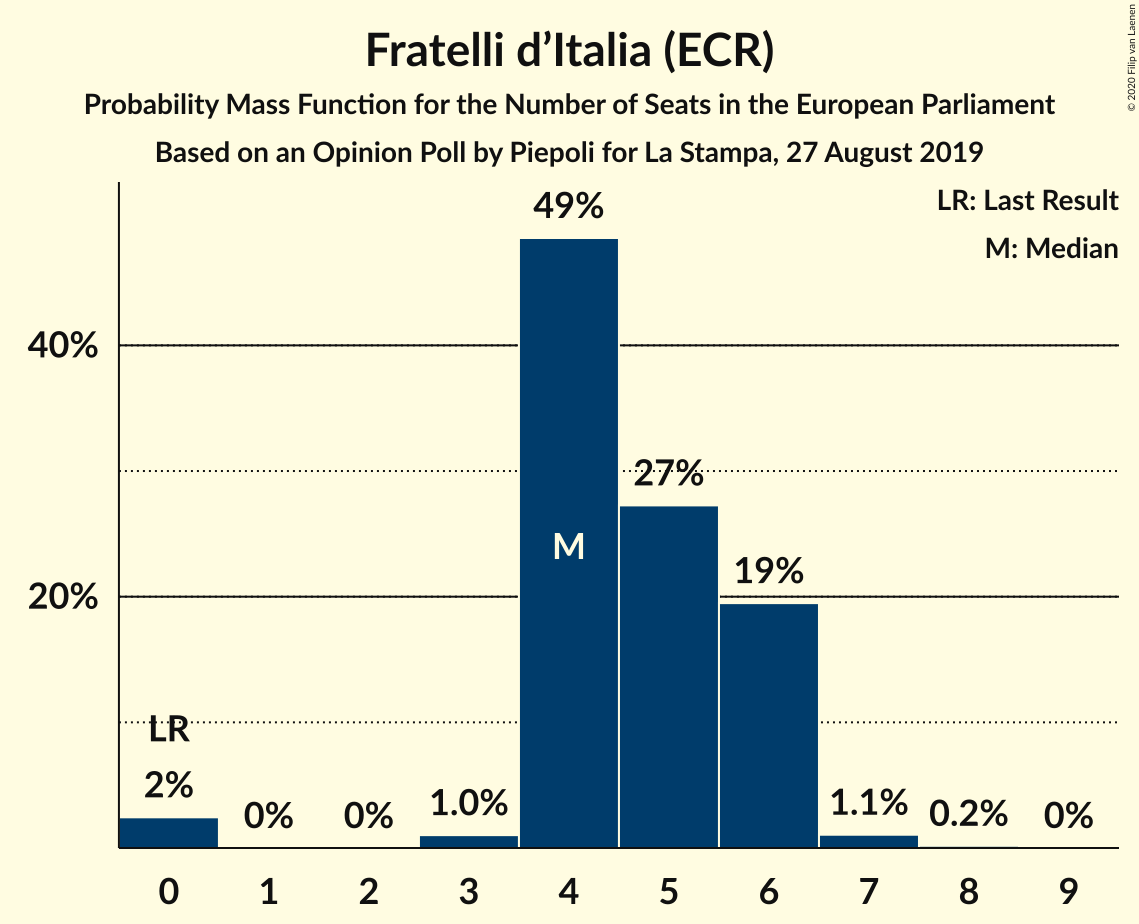 Fratelli d’Italia (ECR)
Probability Mass Function for the Number of Seats in the European Parliament
Based on an Opinion Poll by Piepoli for La Stampa, 27 August 2019
© 2020 Filip van Laenen
LR: Last Result
M: Median
49%
40%
27%
M
19%
20%
LR
2%
0%
0%
1.0%
1.1%
0.2%
0%
0 1 2 3 4 5 6 7 8 9